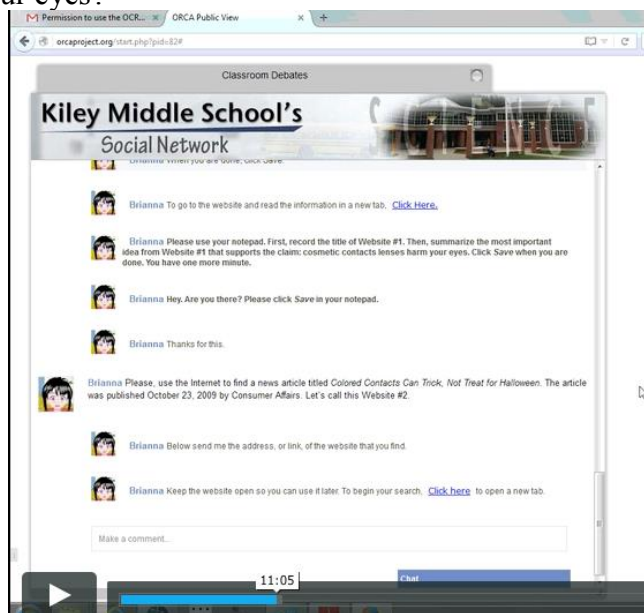 ur eyes?
Permission to use the OCR... × ORCA Public View × +
orcaproject.org/start.php?pid=82#
Classroom Debates
Kiley Middle School's
SCIENCE
Social Network
Brianna When you are done, click Save.
Brianna To go to the website and read the information in a new tab, Click Here.
Brianna Please use your notepad. First, record the title of Website #1. Then, summarize the most important
idea from Website #1 that supports the claim: cosmetic contacts lenses harm your eyes. Click Save when you are
done. You have one more minute.
Brianna Hey. Are you there? Please click Save in your notepad.
Brianna Thanks for this.
Brianna Please, use the Internet to find a news article titled Colored Contacts Can Trick, Not Treat for Halloween. The article
was published October 23, 2009 by Consumer Affairs. Let's call this Website #2.
Brianna Below send me the address, or link, of the website that you find.
Brianna Keep the website open so you can use it later. To begin your search, Click here to open a new tab.
Make a comment...
11:05
Chat